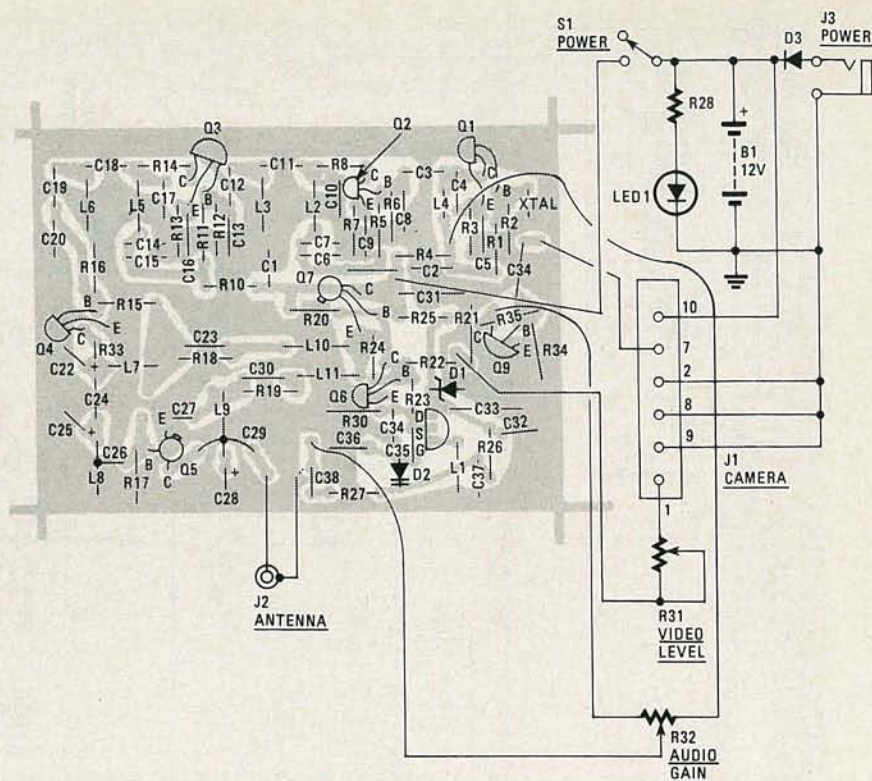 S1
POWER
D3
J3
POWER
R28
+
B1
12V
LED1
Q3
Q2
Q1
C18
R14
C11
R8
C3
C
C
C
C19
C17
C12
B
C4
E
B
XTAL
L6
L5
E
B
L3
L2
C10
E
R6
L4
R2
C20
R13
R11
R12
C13
R7
R5
C8
R3
R1
C14
C7
C9
R4
C15
C6
C2
C5
C34
R16
C16
R10
C1
Q7
C
C31
B
R15
R20
B
R25
R21
R35
E
E
C
B
Q4
C
R33
C23
L10
R24
E
R34
R18
C
R22
Q9
C22
+
L7
C30
L11
B
D1
R19
Q6
E
R23
C24
C27
L9
R30
D
C33
C25
+
E
C29
C36
C34
S
C32
C26
B
Q5
C35
G
R26
L8
R17
C
+
C38
D2
L1
C37
C28
R27
10
7
2
8
9
J1
CAMERA
1
J2
ANTENNA
R31
VIDEO
LEVEL
R32
AUDIO
GAIN